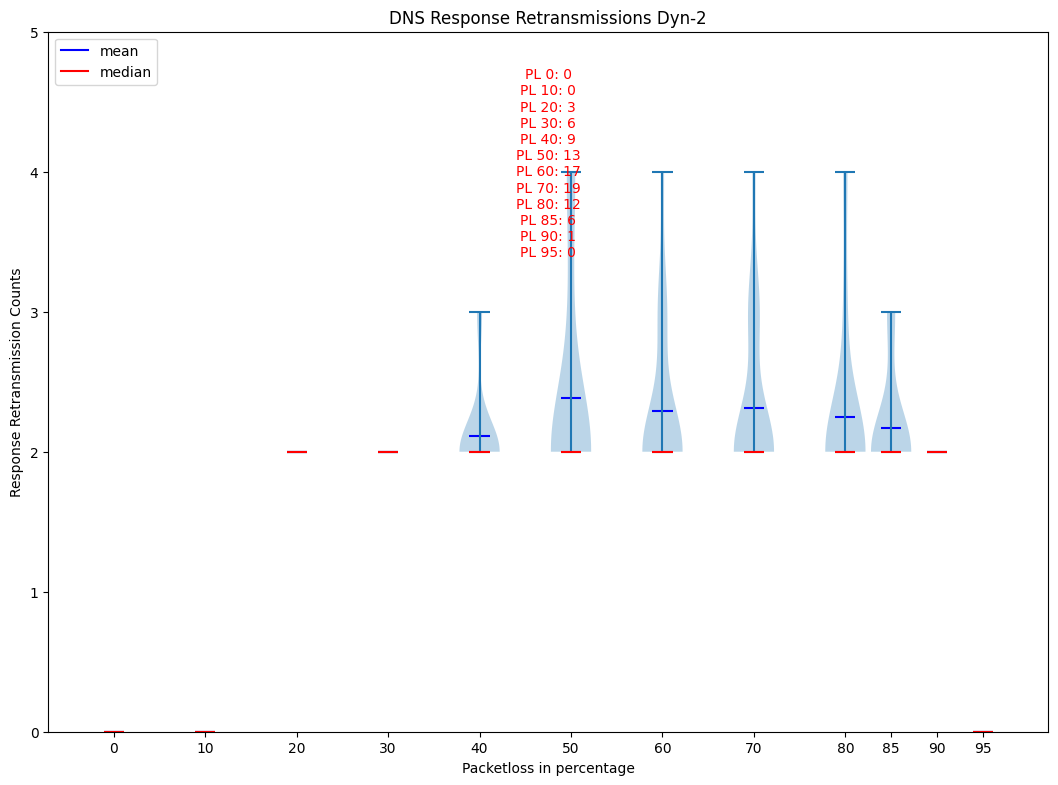 DNS Response Retransmissions Dyn-2
mean
median
PL 0: 0
PL 10: 0
PL 20: 3
PL 30: 6
PL 40: 9
PL 50: 13
PL 60: 17
PL 70: 19
PL 80: 12
PL 85: 6
PL 90: 1
PL 95: 0
Response Retransmission Counts
5
4
3
2
1
0
0 10 20 30 40 50 60 70 80 85 90 95
Packetloss in percentage